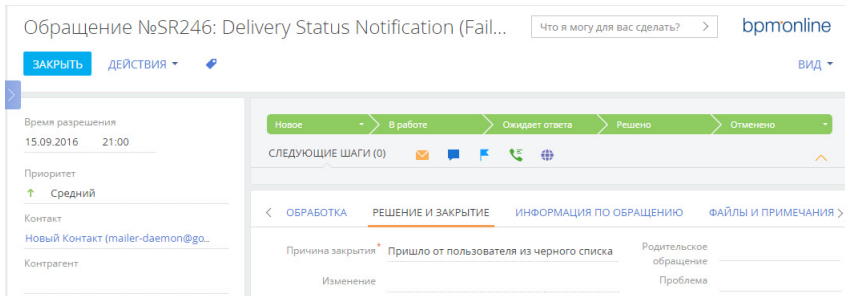 Обращение №SR246: Delivery Status Notification (Fail...
Что я могу для вас сделать?
bpm'online
ЗАКРЫТЬ
ДЕЙСТВИЯ
ВИД
Время разрешения
15.09.2016 21:00
Приоритет
Средний
Контакт
Новый Контакт (mailer-daemon@go...
Контрагент
Новое
В работе
Ожидает ответа
Решено
Отменено
СЛЕДУЮЩИЕ ШАГИ (0)
ОБРАБОТКА
РЕШЕНИЕ И ЗАКРЫТИЕ
ИНФОРМАЦИЯ ПО ОБРАЩЕНИЮ
ФАЙЛЫ И ПРИМЕЧАНИЯ
Причина закрытия* Пришло от пользователя из черного списка
Родительское
обращение
Изменение
Проблема